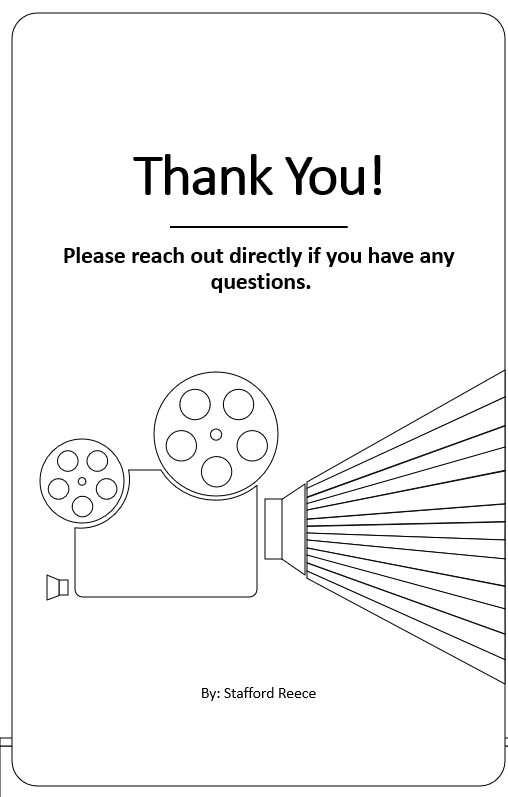 Thank You!
Please reach out directly if you have any
questions.
By: Stafford Reece